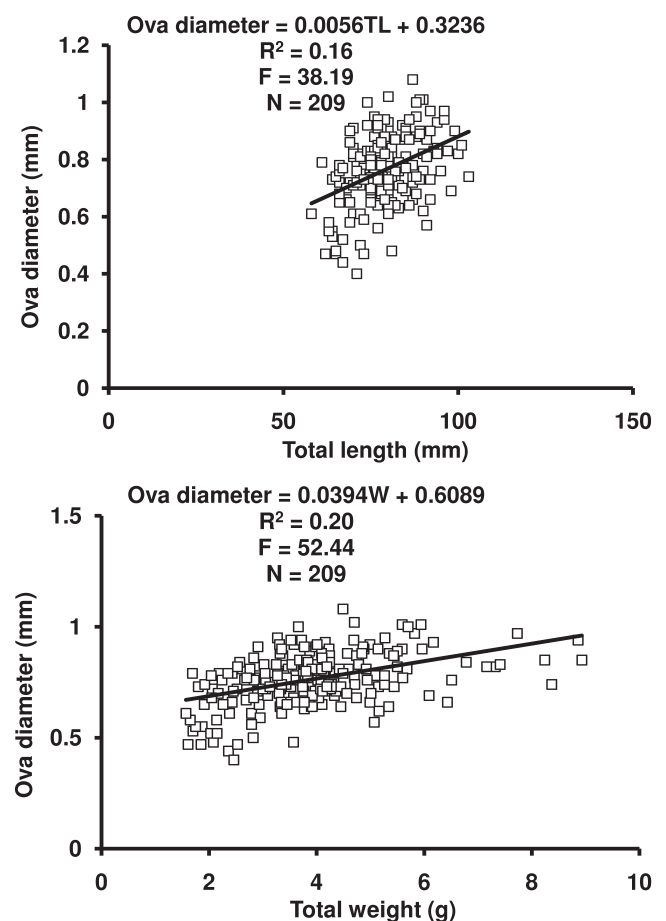 Ova diameter = 0.0056TL + 0.3236
R² = 0.16
F = 38.19
N = 209
1.2
1
0.8
0.6
0.4
0.2
0
Ova diameter (mm)
0 50 100 150
Total length (mm)
Ova diameter = 0.0394W + 0.6089
R² = 0.20
F = 52.44
N = 209
1.5
1
0.5
0
Ova diameter (mm)
0 2 4 6 8 10
Total weight (g)